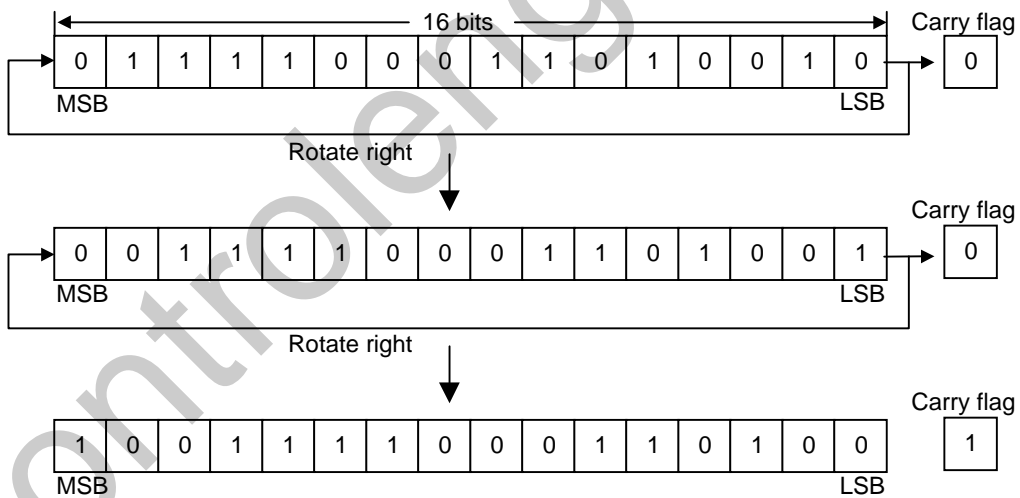 16 bits Carry flag
0 1 1 1 1 0 0 0 1 1 0 1 0 0 1 0 0
MSB LSB
Rotate right
Carry flag
0 0 1 1 1 1 0 0 0 1 1 0 1 0 0 1 0
MSB LSB
Rotate right
Carry flag
1 0 0 1 1 1 1 0 0 0 1 1 0 1 0 0 1
MSB LSB
ontroleng